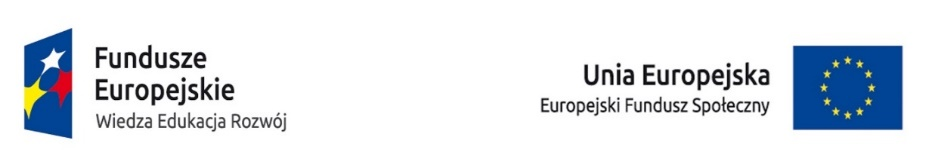 Fundusze
Europejskie
Wiedza Edukacja Rozwój
Unia Europejska
Europejski Fundusz Społeczny